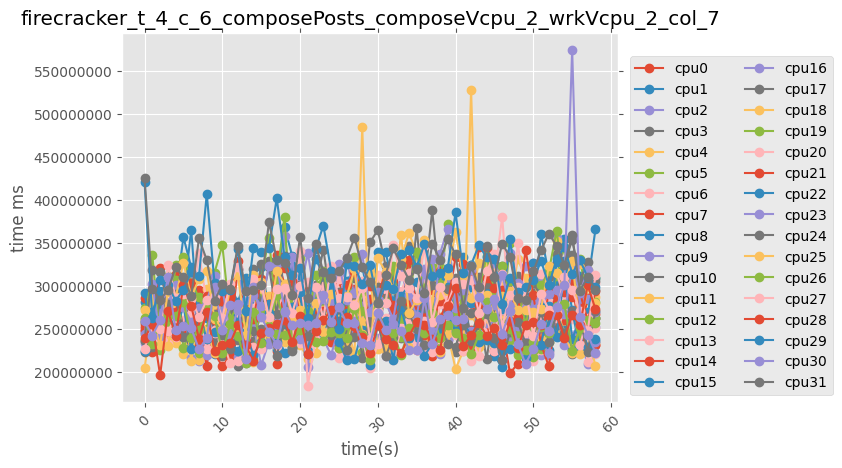 firecracker_t_4_c_6_composePosts_composeVcpu_2_wrkVcpu_2_col_7
550000000
500000000
450000000
400000000
350000000
300000000
250000000
200000000
time ms
0
10
20
30
40
50
60
time(s)
cpu0
cpu1
cpu2
cpu3
cpu4
cpu5
cpu6
cpu7
cpu8
cpu9
cpu10
cpu11
cpu12
cpu13
cpu14
cpu15
cpu16
cpu17
cpu18
cpu19
cpu20
cpu21
cpu22
cpu23
cpu24
cpu25
cpu26
cpu27
cpu28
cpu29
cpu30
cpu31